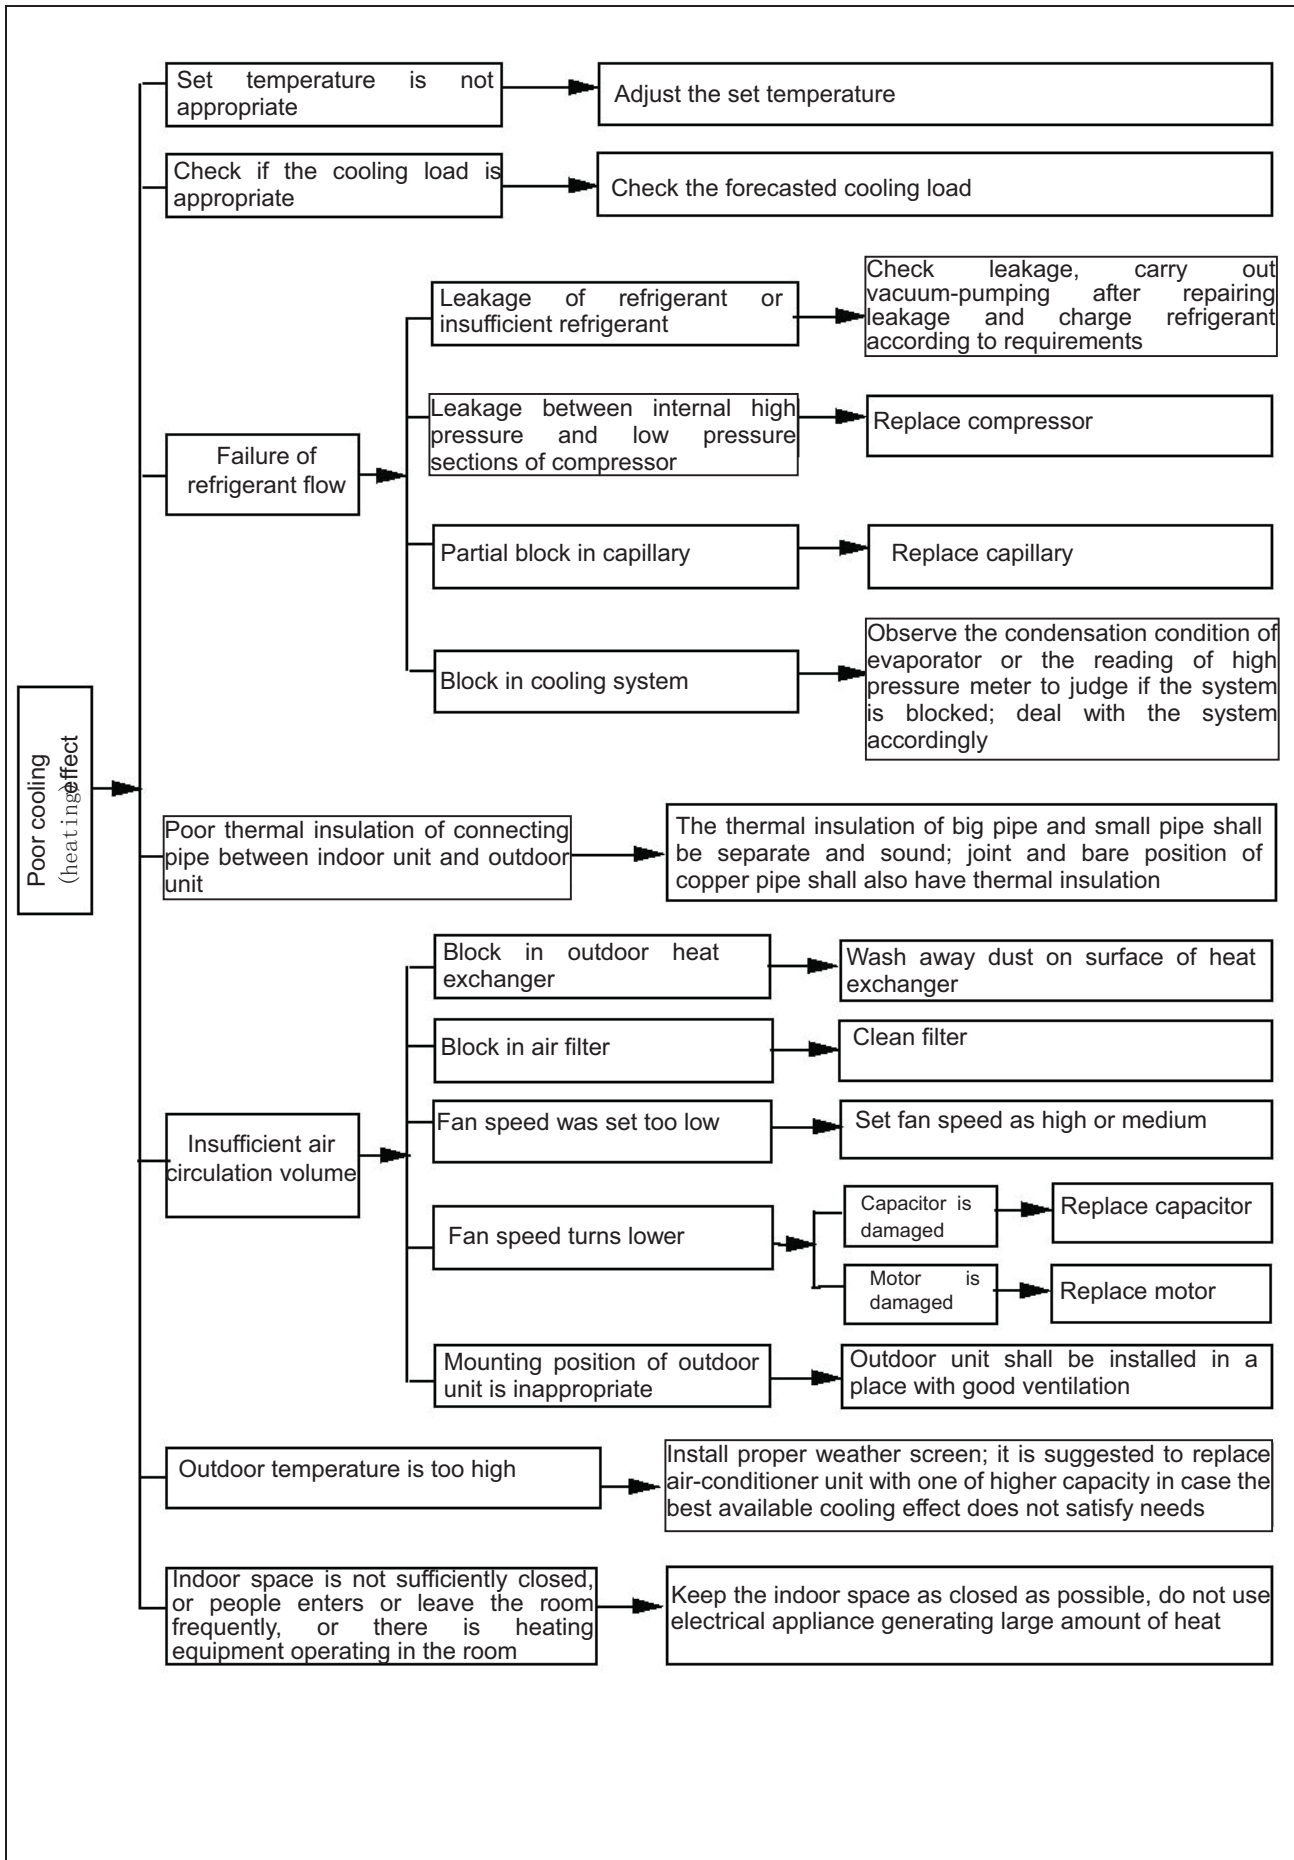 Poor cooling
(heating)effect
Set temperature is not
appropriate
Adjust the set temperature
Check if the cooling load is
appropriate
Check the forecasted cooling load
Failure of
refrigerant flow
Leakage of refrigerant or
insufficient refrigerant
Check leakage, carry out
vacuum-pumping after repairing
leakage and charge refrigerant
according to requirements
Leakage between internal high
pressure and low pressure
sections of compressor
Replace compressor
Partial block in capillary
Replace capillary
Block in cooling system
Observe the condensation condition of
evaporator or the reading of high
pressure meter to judge if the system
is blocked; deal with the system
accordingly
Poor thermal insulation of connecting
pipe between indoor unit and outdoor
unit
The thermal insulation of big pipe and small pipe shall
be separate and sound; joint and bare position of
copper pipe shall also have thermal insulation
Insufficient air
circulation volume
Block in outdoor heat
exchanger
Wash away dust on surface of heat
exchanger
Block in air filter
Clean filter
Fan speed was set too low
Set fan speed as high or medium
Fan speed turns lower
Capacitor is
damaged
Replace capacitor
Motor is
damaged
Replace motor
Mounting position of outdoor
unit is inappropriate
Outdoor unit shall be installed in a
place with good ventilation
Outdoor temperature is too high
Install proper weather screen; it is suggested to replace
air-conditioner unit with one of higher capacity in case the
best available cooling effect does not satisfy needs
Indoor space is not sufficiently closed,
or people enters or leave the room
frequently, or there is heating
equipment operating in the room
Keep the indoor space as closed as possible, do not use
electrical appliance generating large amount of heat